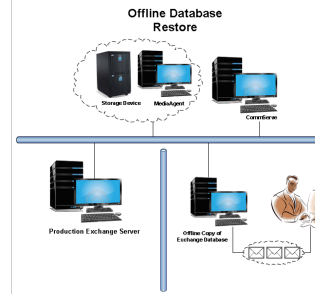 Offline Database
Restore
Storage Device
MediaAgent
CommServe
Production Exchange Server
Offline Copy of
Exchange Database